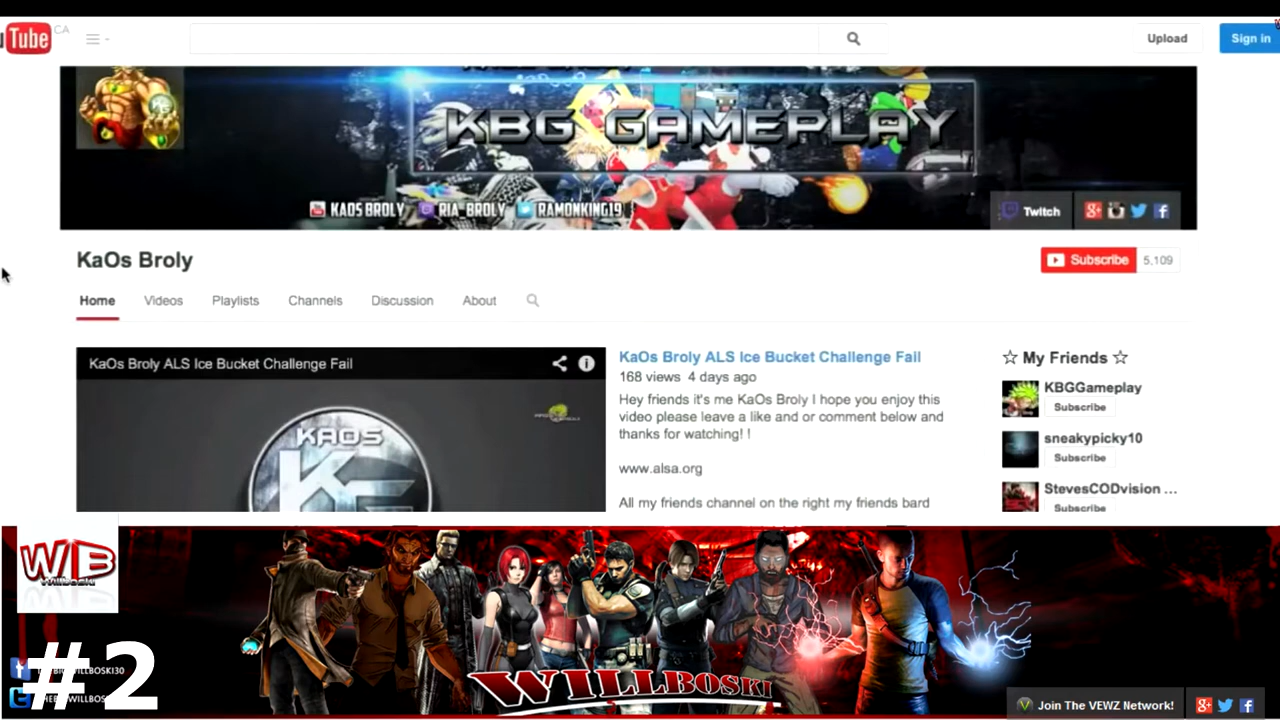 Tube CA
Upload
Sign in
KBG GAMEPLAY
KAOS BROLY
RIA_BROLY
RAMONKING19
Twitch
KaOs Broly
Subscribe 5,109
Home Videos Playlists Channels Discussion About
KaOs Broly ALS Ice Bucket Challenge Fail
KAOS
KaOs Broly ALS Ice Bucket Challenge Fail
168 views 4 days ago
Hey friends it's me KaOs Broly I hope you enjoy this
video please leave a like and or comment below and
thanks for watching! !
www.alsa.org
All my friends channel on the right my friends bard
☆ My Friends ☆
KBGGameplay
Subscribe
sneakypicky10
Subscribe
StevesCODvision ...
Subscribe
WIB
Willboski
#2
WILLBOSKI
Join The VEWZ Network!